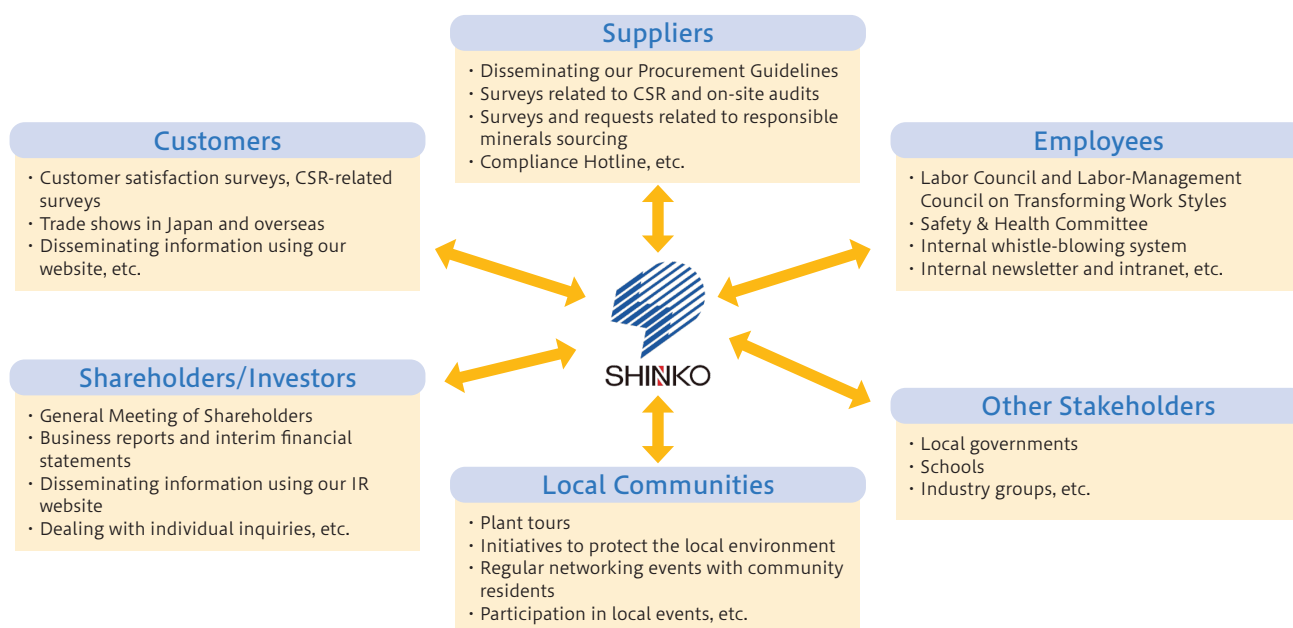 Suppliers
・Disseminating our Procurement Guidelines
・Surveys related to CSR and on-site audits
・Surveys and requests related to responsible
minerals sourcing
・Compliance Hotline, etc.
Customers
・Customer satisfaction surveys, CSR-related
surveys
・Trade shows in Japan and overseas
・Disseminating information using our
website, etc.
Employees
・Labor Council and Labor-Management
Council on Transforming Work Styles
・Safety & Health Committee
・Internal whistle-blowing system
・Internal newsletter and intranet, etc.
SHINKO
Shareholders/Investors
・General Meeting of Shareholders
・Business reports and interim financial
statements
・Disseminating information using our IR
website
・Dealing with individual inquiries, etc.
Other Stakeholders
・Local governments
・Schools
・Industry groups, etc.
Local Communities
・Plant tours
・Initiatives to protect the local environment
・Regular networking events with community
residents
・Participation in local events, etc.